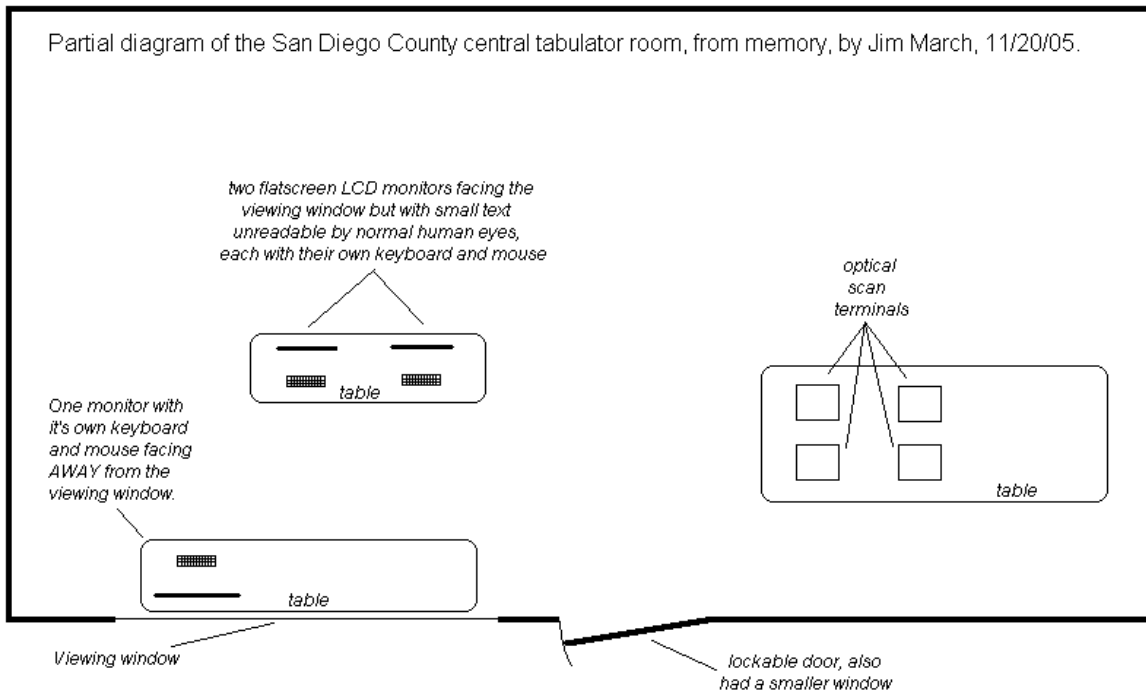 Partial diagram of the San Diego County central tabulator room, from memory, by Jim March, 11/20/05.
two flatscreen LCD monitors facing the
viewing window but with small text
unreadable by normal human eyes,
each with their own keyboard and mouse
optical
scan
terminals
table
One monitor with
it's own keyboard
and mouse facing
AWAY from the
viewing window.
table
table
Viewing window
lockable door, also
had a smaller window